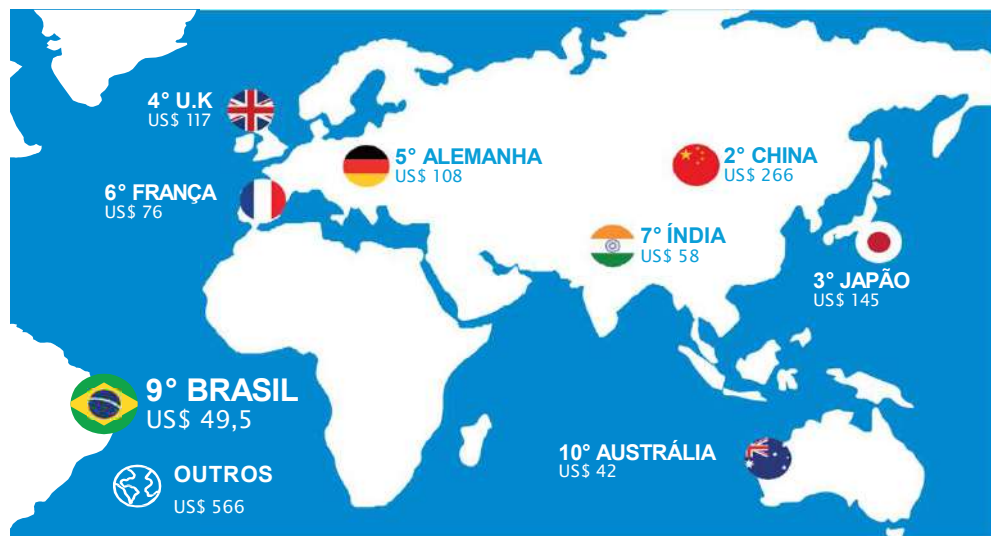 4° U.K
US$ 117
5° ALEMANHA
US$ 108
2° CHINA
US$ 266
6° FRANÇA
US$ 76
7° ÍNDIA
US$ 58
3° JAPÃO
US$ 145
9° BRASIL
US$ 49,5
10° AUSTRÁLIA
US$ 42
OUTROS
US$ 566